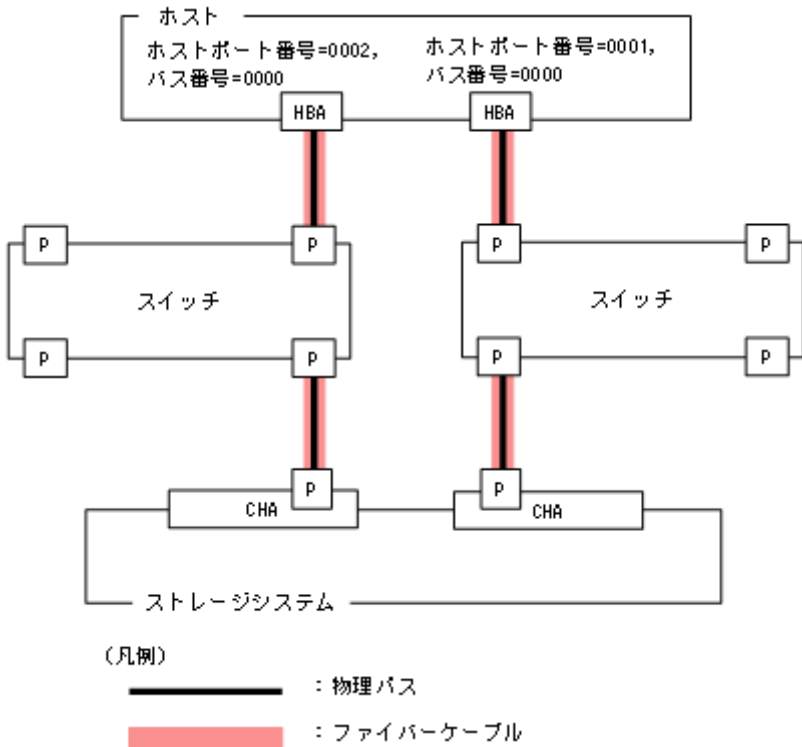 ホスト
ホストポート番号=0002,
バス番号=0000
ホストポート番号=0001,
バス番号=0000
HBA
HBA
P
P
P
P
スイッチ
スイッチ
P
P
P
P
P
P
CHA
CHA
ストレージシステム
(凡例)
：物理パス
：ファイバーケーブル